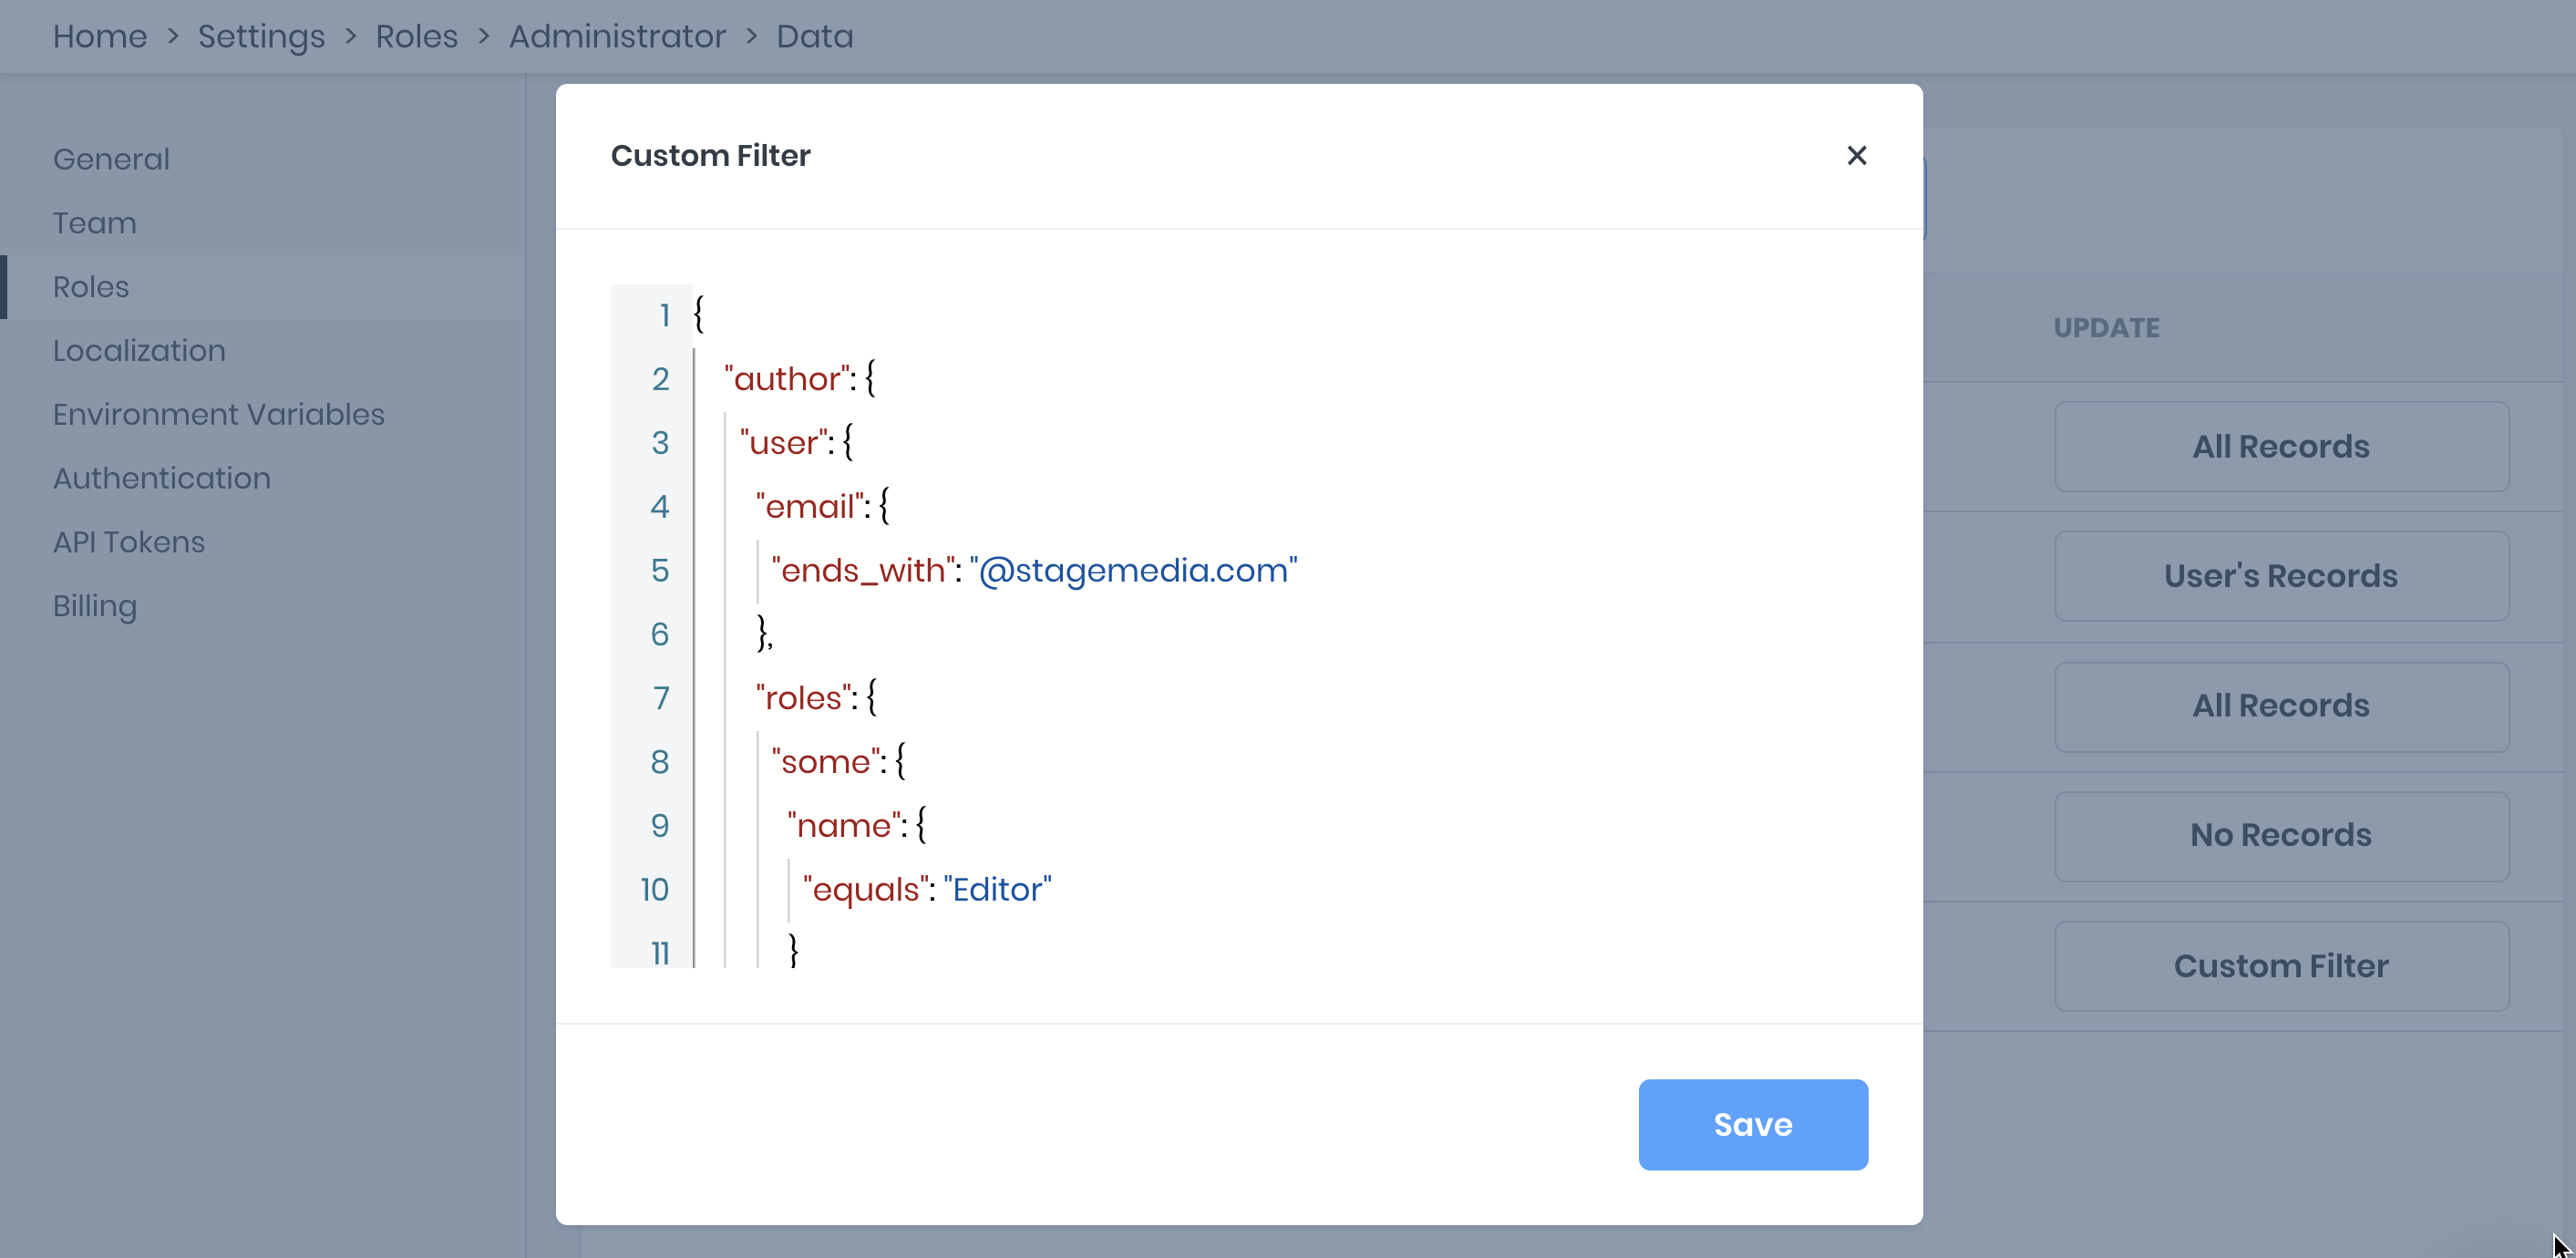 Home > Settings > Roles > Administrator > Data
General
Team
Roles
Localization
Environment Variables
Authentication
API Tokens
Billing
Custom Filter
1 {
2 "author": {
3 "user": {
4 "email": {
5 "ends_with": "@stagemedia.com"
6 },
7 "roles": {
8 "some": {
9 "name": {
10 "equals": "Editor"
11 }
Save
UPDATE
All Records
User's Records
All Records
No Records
Custom Filter